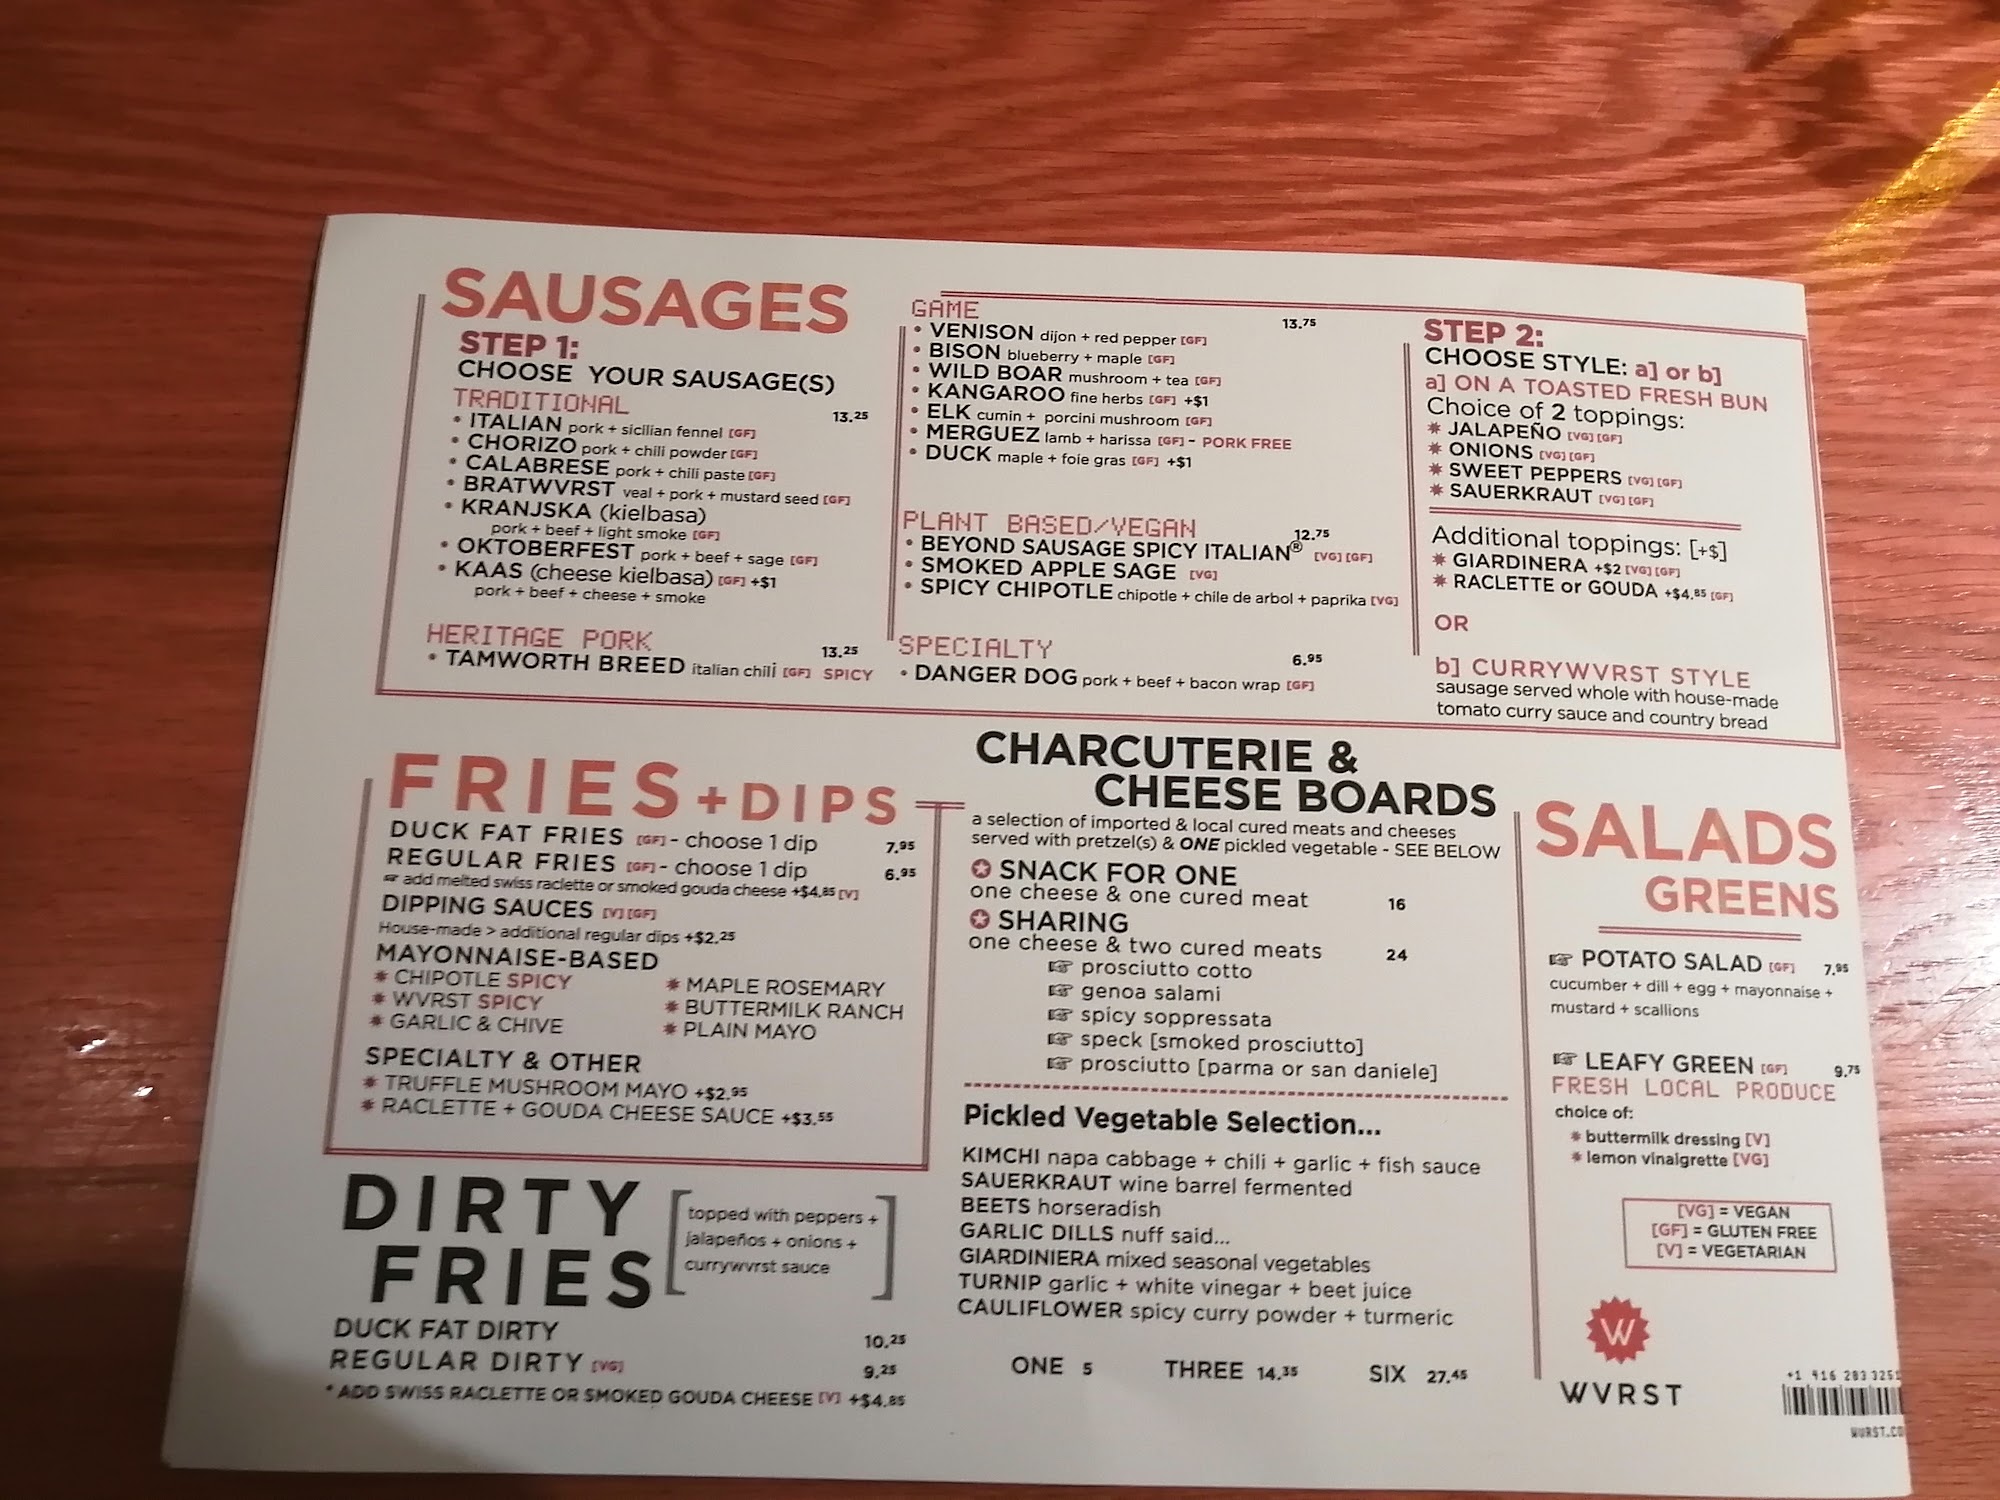 SAUSAGES
STEP 1:
CHOOSE YOUR SAUSAGE(S)
TRADITIONAL 13.25
• ITALIAN pork + sicilian fennel [GF]
• CHORIZO pork + chili powder [GF]
• CALABRESE pork + chili paste [GF]
• BRATWVRST veal + pork + mustard seed [GF]
• KRANJSKA (kielbasa)
pork + beef + light smoke [GF]
• OKTOBERFEST pork + beef + sage [GF]
• KAAS (cheese kielbasa) [GF] +$1
pork + beef + cheese + smoke
HERITAGE PORK 13.25
• TAMWORTH BREED italian chili [GF] SPICY
GAME 13.75
• VENISON dijon + red pepper [GF]
• BISON blueberry + maple [GF]
• WILD BOAR mushroom + tea [GF]
• KANGAROO fine herbs [GF] +$1
• ELK cumin + porcini mushroom [GF]
• MERGUEZ lamb + harissa [GF] - PORK FREE
• DUCK maple + foie gras [GF] +$1
PLANT BASED/VEGAN 12.75
• BEYOND SAUSAGE SPICY ITALIAN® [VG] [GF]
• SMOKED APPLE SAGE [VG]
• SPICY CHIPOTLE chipotle + chile de arbol + paprika [VG]
SPECIALTY 6.95
• DANGER DOG pork + beef + bacon wrap [GF]
STEP 2:
CHOOSE STYLE: a] or b]
a] ON A TOASTED FRESH BUN
Choice of 2 toppings:
* JALAPEÑO [VG] [GF]
* ONIONS [VG] [GF]
* SWEET PEPPERS [VG] [GF]
* SAUERKRAUT [VG] [GF]
Additional toppings: [+$]
* GIARDINERA +$2 [VG] [GF]
* RACLETTE or GOUDA +$4.85 [GF]
OR
b] CURRYWVRST STYLE
sausage served whole with house-made
tomato curry sauce and country bread
FRIES + DIPS
DUCK FAT FRIES [GF] - choose 1 dip 7.95
REGULAR FRIES [GF] - choose 1 dip 6.95
☞ add melted swiss raclette or smoked gouda cheese +$4.85 [V]
DIPPING SAUCES [V] [GF]
House-made > additional regular dips +$2.25
MAYONNAISE-BASED
* CHIPOTLE SPICY
* WVRST SPICY
* GARLIC & CHIVE
* MAPLE ROSEMARY
* BUTTERMILK RANCH
* PLAIN MAYO
SPECIALTY & OTHER
* TRUFFLE MUSHROOM MAYO +$2.95
* RACLETTE + GOUDA CHEESE SAUCE +$3.55
DIRTY
FRIES
[topped with peppers +
jalapeños + onions +
currywvrst sauce]
DUCK FAT DIRTY 10.25
REGULAR DIRTY [VG] 9.25
* ADD SWISS RACLETTE OR SMOKED GOUDA CHEESE [V] +$4.85
CHARCUTERIE &
CHEESE BOARDS
a selection of imported & local cured meats and cheeses
served with pretzel(s) & ONE pickled vegetable - SEE BELOW
✪ SNACK FOR ONE
one cheese & one cured meat 16
✪ SHARING
one cheese & two cured meats 24
☞ prosciutto cotto
☞ genoa salami
☞ spicy soppressata
☞ speck [smoked prosciutto]
☞ prosciutto [parma or san daniele]
Pickled Vegetable Selection...
KIMCHI napa cabbage + chili + garlic + fish sauce
SAUERKRAUT wine barrel fermented
BEETS horseradish
GARLIC DILLS nuff said...
GIARDINIERA mixed seasonal vegetables
TURNIP garlic + white vinegar + beet juice
CAULIFLOWER spicy curry powder + turmeric
ONE 5 THREE 14.35 SIX 27.45
SALADS
GREENS
☞ POTATO SALAD [GF] 7.95
cucumber + dill + egg + mayonnaise +
mustard + scallions
☞ LEAFY GREEN [GF] 9.75
FRESH LOCAL PRODUCE
choice of:
* buttermilk dressing [V]
* lemon vinaigrette [VG]
[VG] = VEGAN
[GF] = GLUTEN FREE
[V] = VEGETARIAN
W
WVRST
+1 416 283 3251
WVRST.CO